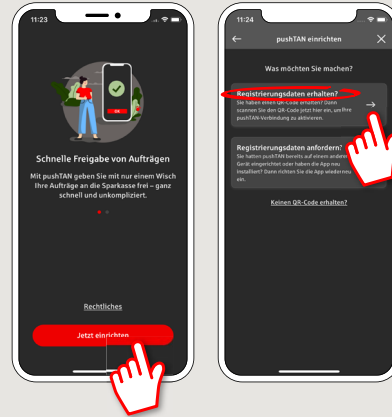 11:23
OK
Schnelle Freigabe von Aufträgen
Mit pushTAN geben Sie mit nur einem Wisch
Ihre Aufträge an die Sparkasse frei – ganz
schnell und unkompliziert.
Rechtliches
Jetzt einrichten
11:24
pushTAN einrichten
Was möchten Sie machen?
Registrierungsdaten erhalten?
Sie haben einen QR-Code erhalten? Dann
scannen Sie den QR-Code jetzt hier ein, um Ihre
pushTAN-Verbindung zu aktivieren.
Registrierungsdaten anfordern?
Sie hatten pushTAN bereits auf einem anderen
Gerät eingerichtet oder haben die App neu
installiert? Dann richten Sie die App wieder neu
ein.
Keinen QR-Code erhalten?